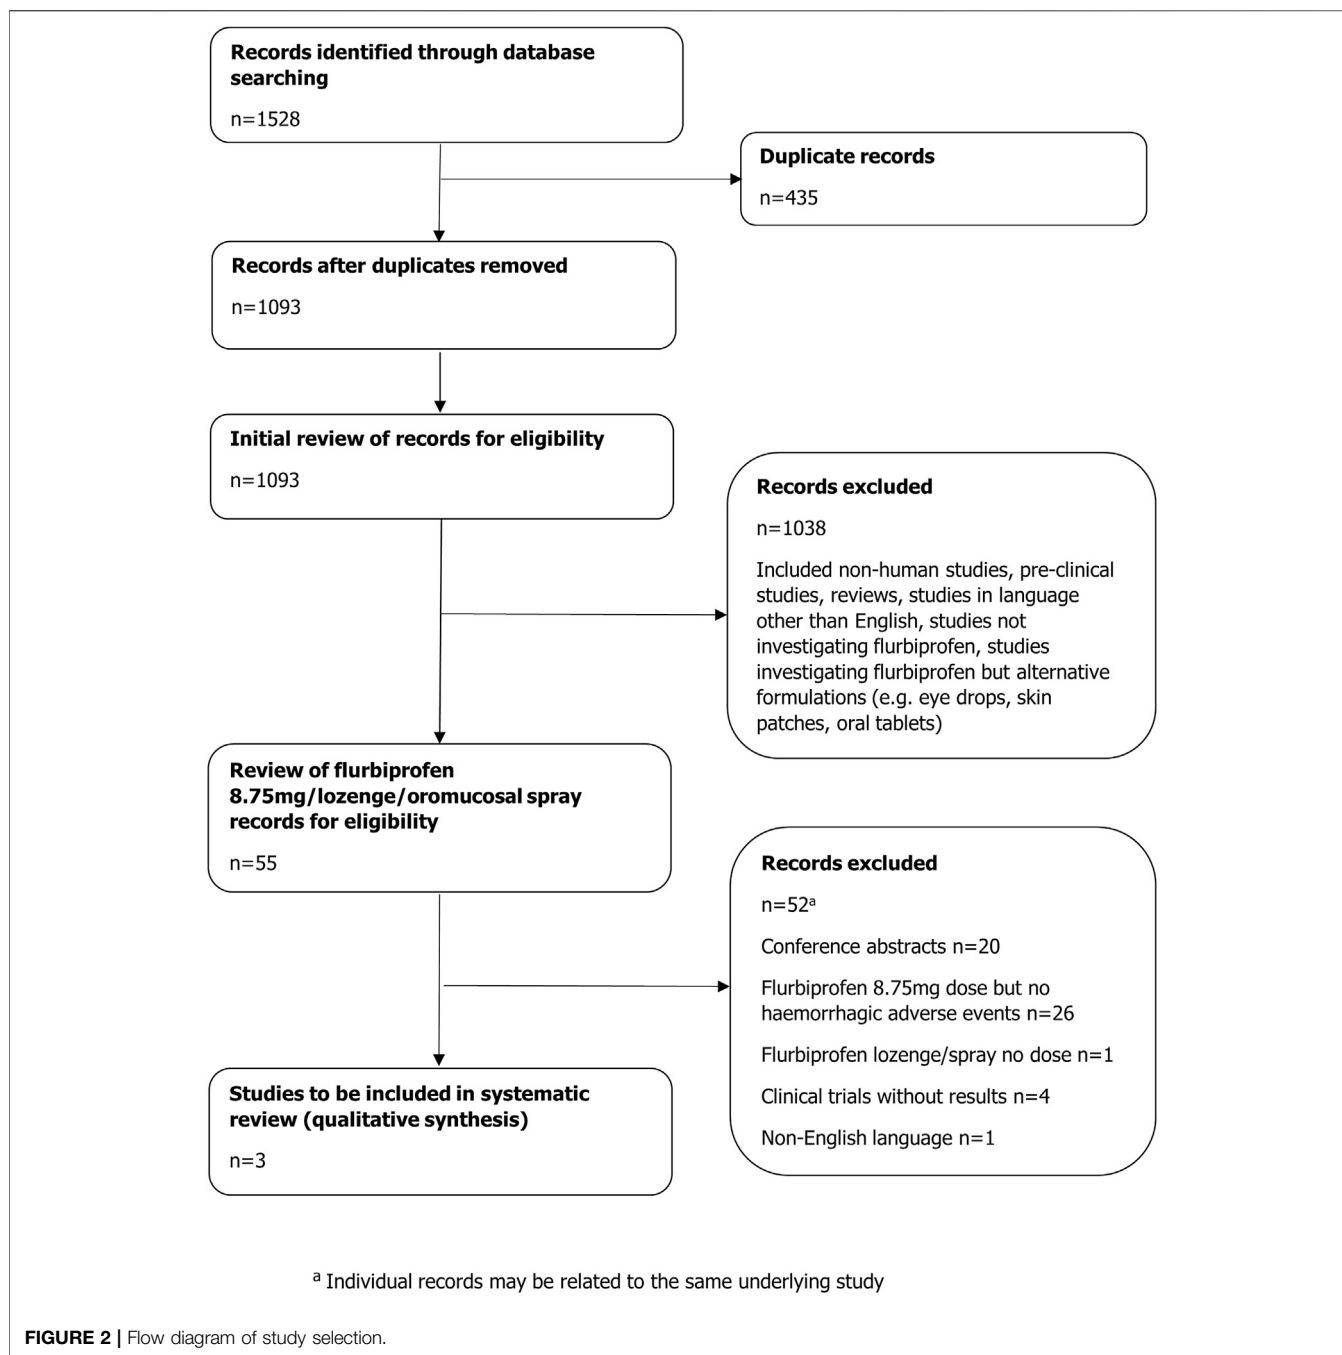 Records identified through database
searching
n=1528
Duplicate records
n=435
Records after duplicates removed
n=1093
Initial review of records for eligibility
n=1093
Records excluded
n=1038
Included non-human studies, pre-clinical
studies, reviews, studies in language
other than English, studies not
investigating flurbiprofen, studies
investigating flurbiprofen but alternative
formulations (e.g. eye drops, skin
patches, oral tablets)
Review of flurbiprofen
8.75mg/lozenge/oromucosal spray
records for eligibility
n=55
Records excluded
n=52ᵃ
Conference abstracts n=20
Flurbiprofen 8.75mg dose but no
haemorrhagic adverse events n=26
Flurbiprofen lozenge/spray no dose n=1
Clinical trials without results n=4
Non-English language n=1
Studies to be included in systematic
review (qualitative synthesis)
n=3
ᵃ Individual records may be related to the same underlying study
FIGURE 2 | Flow diagram of study selection.